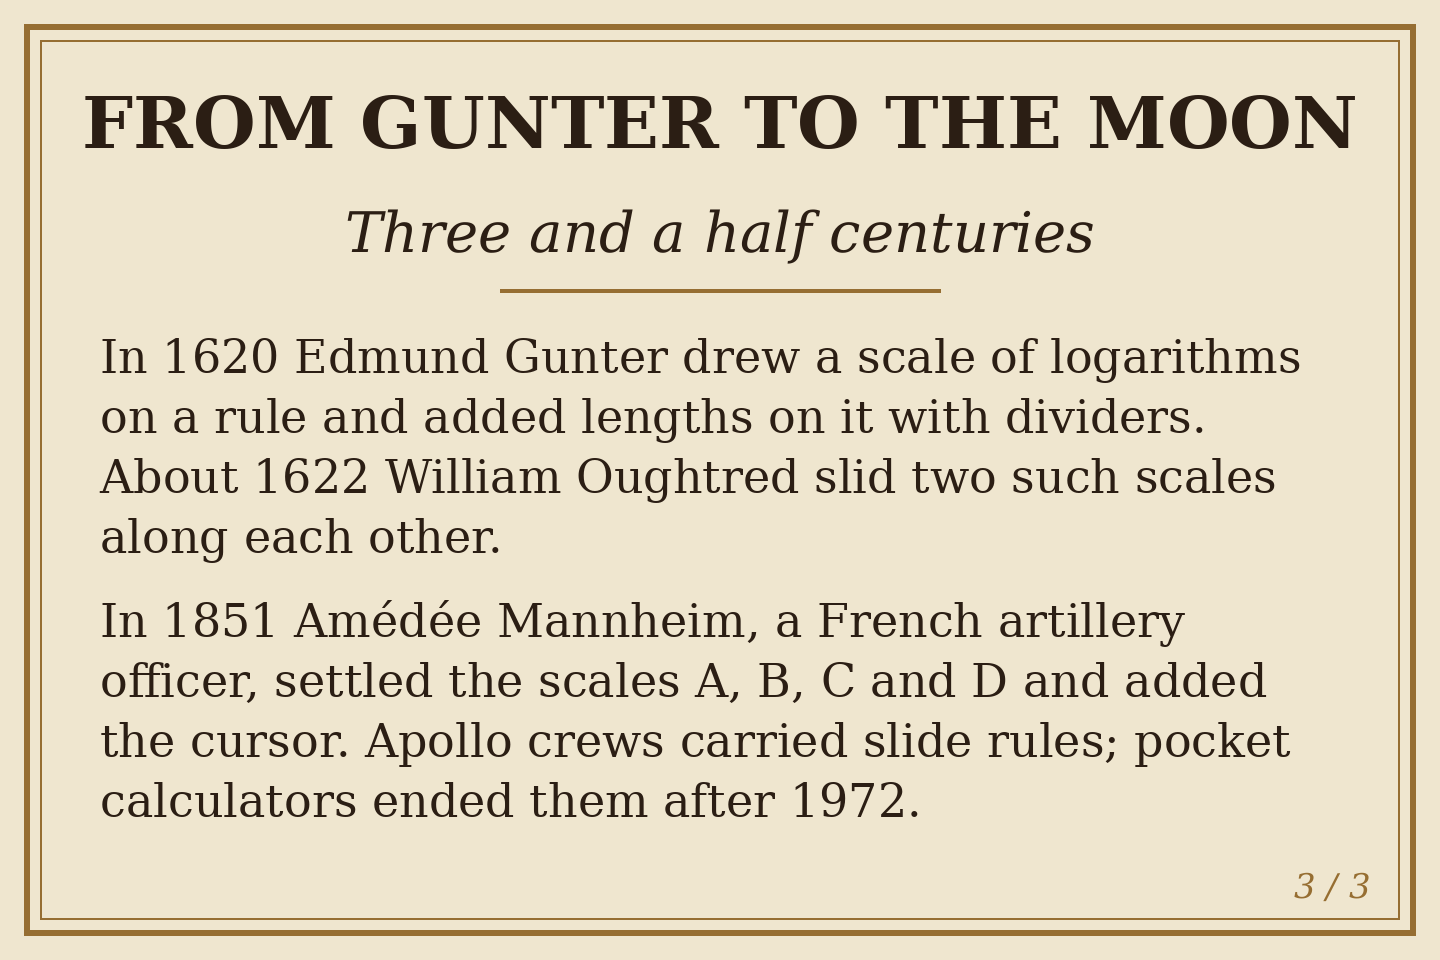 FROM GUNTER TO THE MOON
Three and a half centuries
In 1620 Edmund Gunter drew a scale of logarithms
on a rule and added lengths on it with dividers.
About 1622 William Oughtred slid two such scales
along each other.
In 1851 Amédée Mannheim, a French artillery
officer, settled the scales A, B, C and D and added
the cursor. Apollo crews carried slide rules; pocket
calculators ended them after 1972.
3 / 3